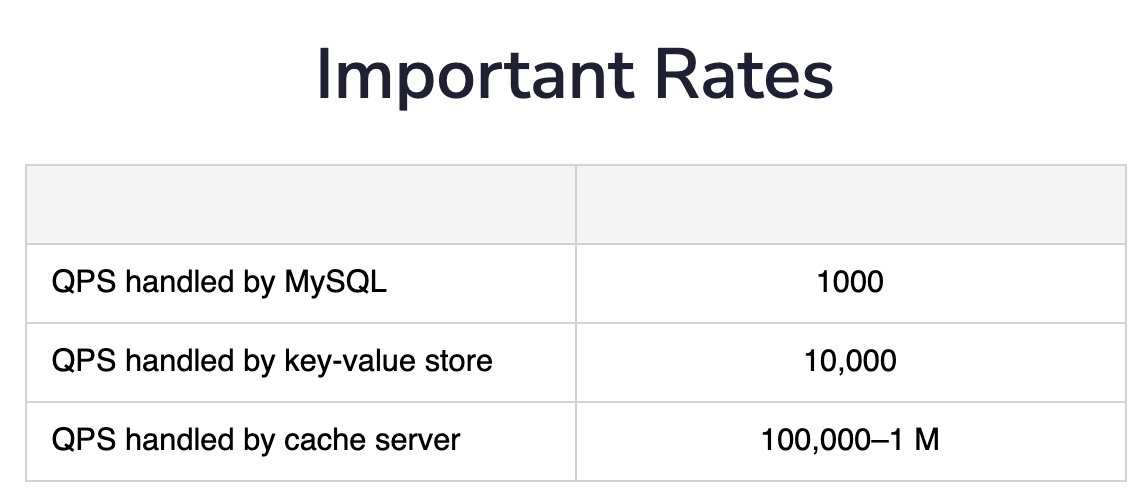 Important Rates
QPS handled by MySQL 1000
QPS handled by key-value store 10,000
QPS handled by cache server 100,000–1 M